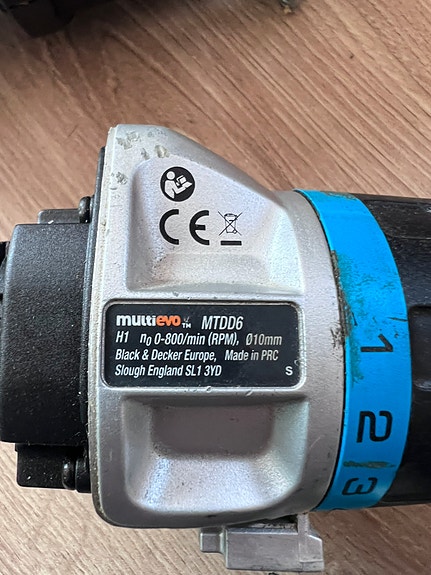 CE
multievo™ MTDD6
H1 n₀ 0-800/min (RPM), Ø10mm
Black & Decker Europe, Made in PRC
Slough England SL1 3YD S
1
2
3